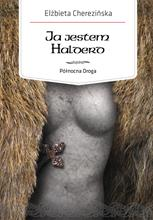 Elżbieta Cherezińska
Ja jestem
Halderd
Północna Droga